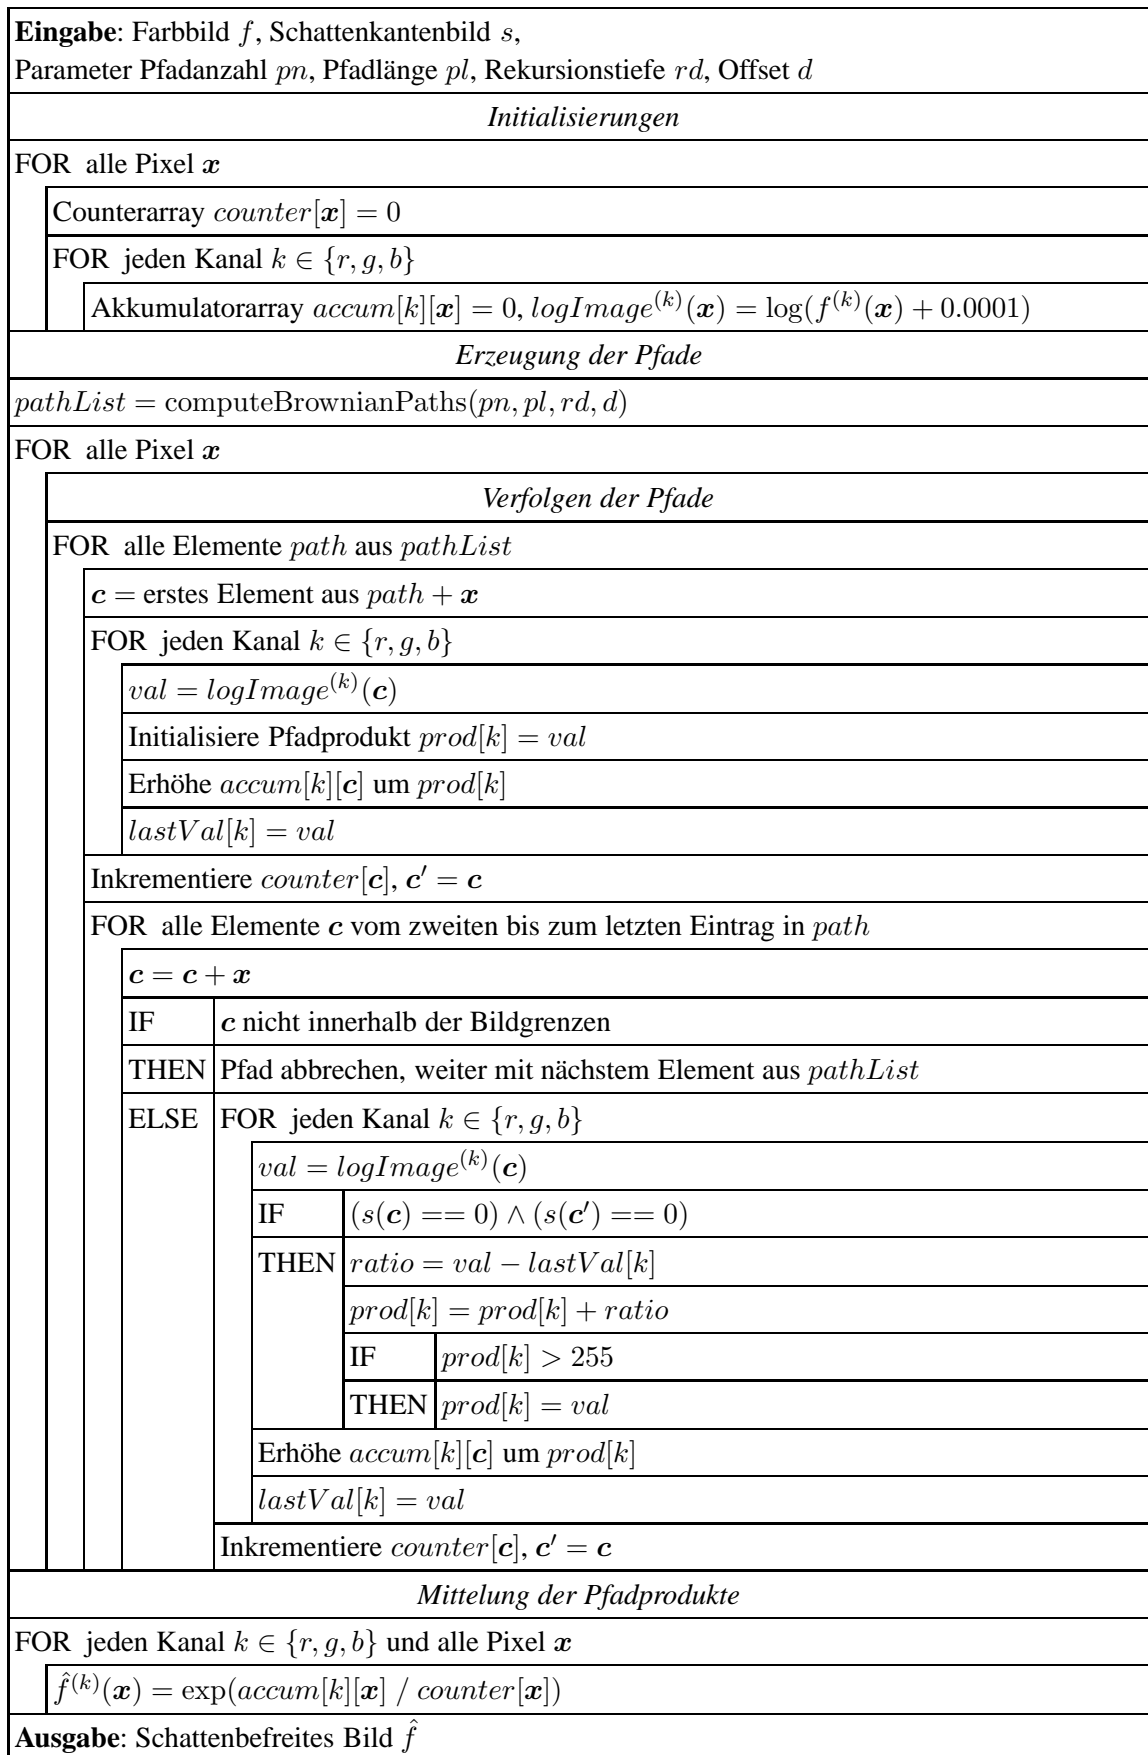 Eingabe: Farbbild f, Schattenkantenbild s,
Parameter Pfadanzahl pn, Pfadlänge pl, Rekursionstiefe rd, Offset d
Initialisierungen
FOR alle Pixel x
Counterarray counter[x] = 0
FOR jeden Kanal k ∈ {r, g, b}
Akkumulatorarray accum[k][x] = 0, logImage^(k)(x) = log(f^(k)(x) + 0.0001)
Erzeugung der Pfade
pathList = computeBrownianPaths(pn, pl, rd, d)
FOR alle Pixel x
Verfolgen der Pfade
FOR alle Elemente path aus pathList
c = erstes Element aus path + x
FOR jeden Kanal k ∈ {r, g, b}
val = logImage^(k)(c)
Initialisiere Pfadprodukt prod[k] = val
Erhöhe accum[k][c] um prod[k]
lastVal[k] = val
Inkrementiere counter[c], c′ = c
FOR alle Elemente c vom zweiten bis zum letzten Eintrag in path
c = c + x
IF c nicht innerhalb der Bildgrenzen
THEN Pfad abbrechen, weiter mit nächstem Element aus pathList
ELSE FOR jeden Kanal k ∈ {r, g, b}
val = logImage^(k)(c)
IF (s(c) == 0) ∧ (s(c′) == 0)
THEN ratio = val − lastVal[k]
prod[k] = prod[k] + ratio
IF prod[k] > 255
THEN prod[k] = val
Erhöhe accum[k][c] um prod[k]
lastVal[k] = val
Inkrementiere counter[c], c′ = c
Mittelung der Pfadprodukte
FOR jeden Kanal k ∈ {r, g, b} und alle Pixel x
f̂^(k)(x) = exp(accum[k][x] / counter[x])
Ausgabe: Schattenbefreites Bild f̂